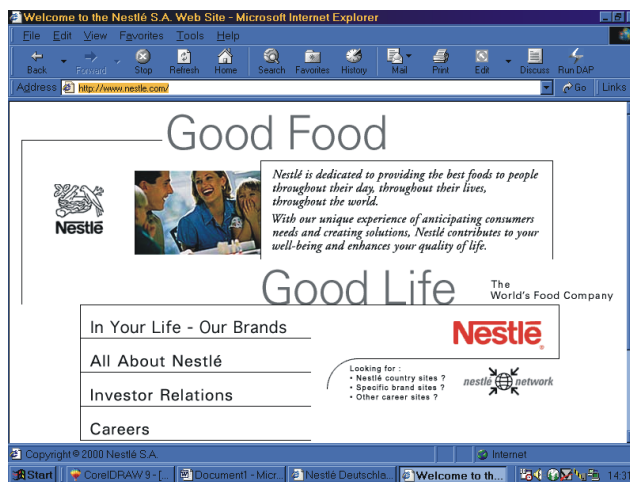 Welcome to the Nestlé S.A. Web Site - Microsoft Internet Explorer
File Edit View Favorites Tools Help
Back Forward Stop Refresh Home Search Favorites History Mail Print Edit Discuss Run DAP
Address http://www.nestle.com/ Go Links
Good Food
Nestlé is dedicated to providing the best foods to people
throughout their day, throughout their lives,
throughout the world.
With our unique experience of anticipating consumers
needs and creating solutions, Nestlé contributes to your
well-being and enhances your quality of life.
Nestlé
Good Life
The
World's Food Company
In Your Life - Our Brands
All About Nestlé
Investor Relations
Careers
Nestlé
Looking for :
• Nestlé country sites ?
• Specific brand sites ?
• Other career sites ?
nestlé network
Copyright © 2000 Nestlé S.A. Internet
Start CorelDRAW 9 - [... Document1 - Micr... Nestlé Deutschla... Welcome to th... 14:31